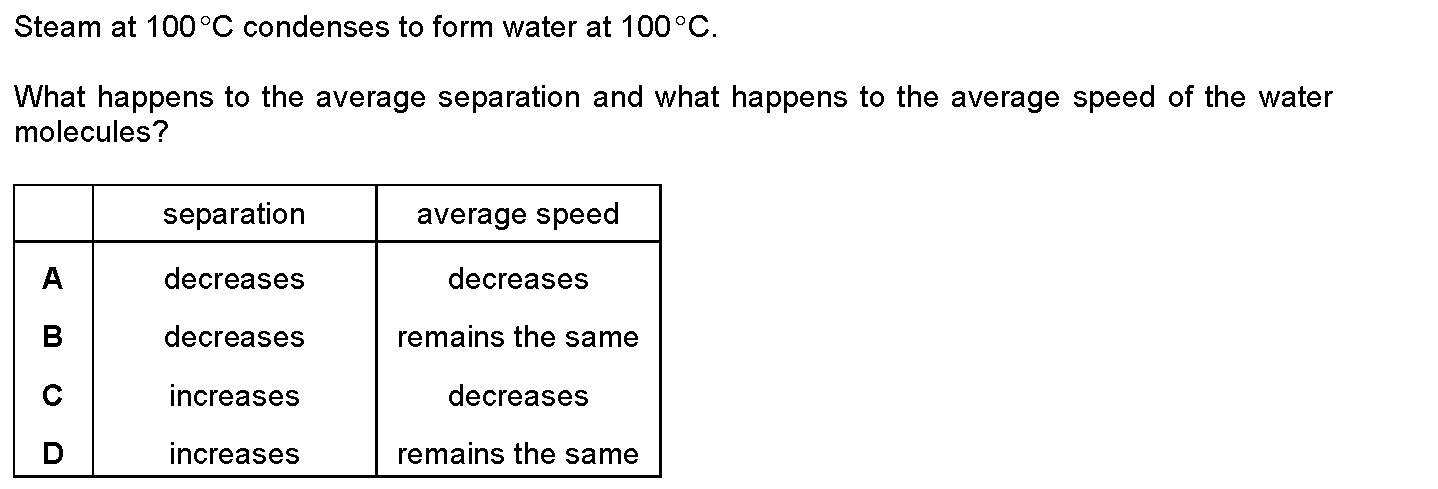 Steam at 100 °C condenses to form water at 100 °C.
What happens to the average separation and what happens to the average speed of the water
molecules?
separation average speed
A decreases decreases
B decreases remains the same
C increases decreases
D increases remains the same